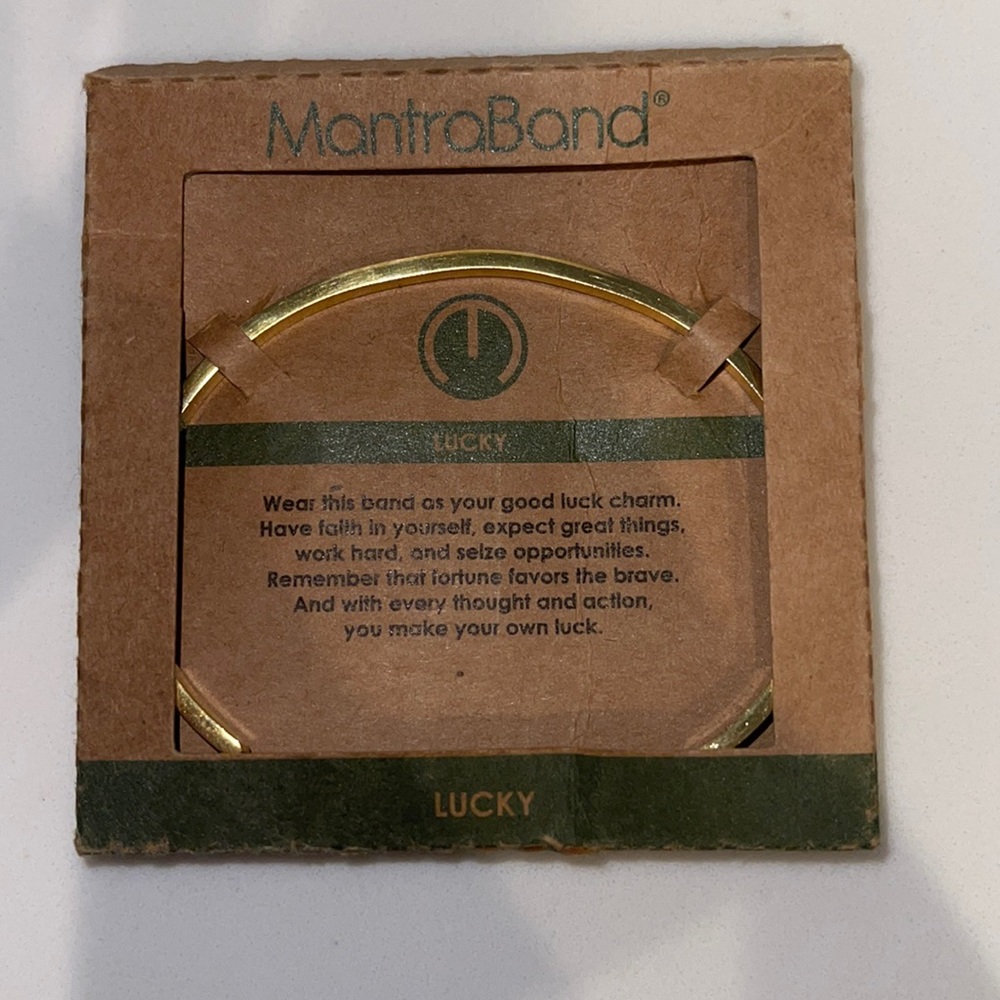 MantraBand®
LUCKY
Wear this band as your good luck charm.
Have faith in yourself, expect great things,
work hard, and seize opportunities.
Remember that fortune favors the brave.
And with every thought and action,
you make your own luck.
LUCKY